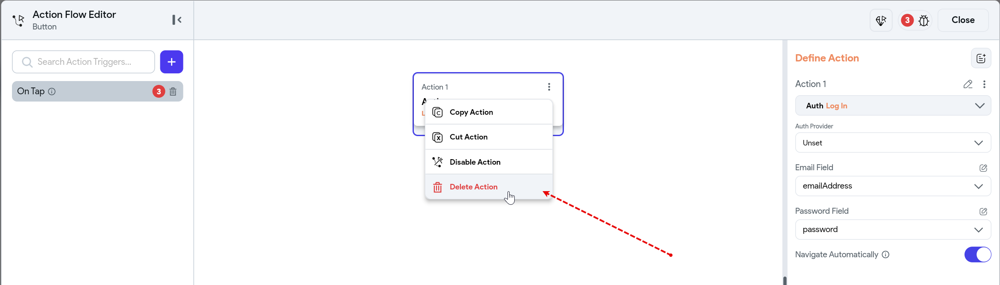 Action Flow Editor
Button
3
Close
Search Action Triggers...
On Tap
3
Action 1
Copy Action
Cut Action
Disable Action
Delete Action
Define Action
Action 1
Auth Log In
Auth Provider
Unset
Email Field
emailAddress
Password Field
password
Navigate Automatically